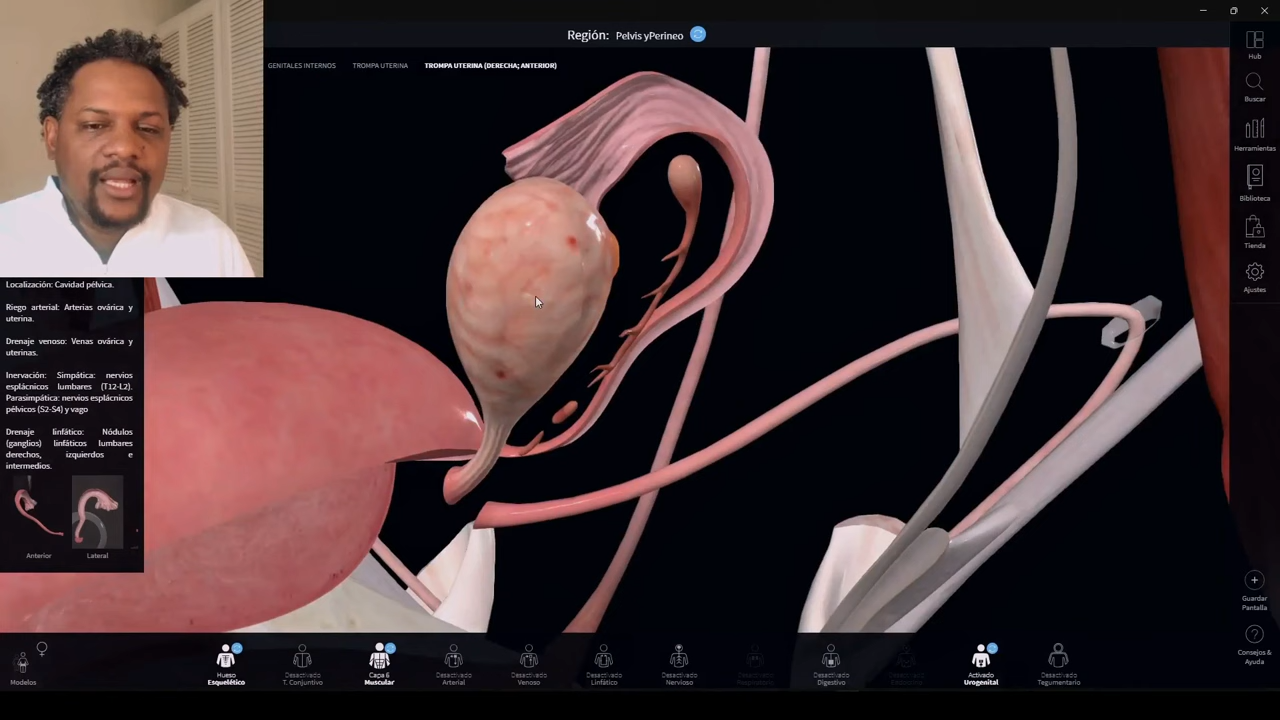 Región: Pelvis yPerineo
GENITALES INTERNOS TROMPA UTERINA TROMPA UTERINA (DERECHA; ANTERIOR)
Hub
Buscar
Herramientas
Biblioteca
Tienda
Ajustes
Localización: Cavidad pélvica.
Riego arterial: Arterias ovárica y
uterina.
Drenaje venoso: Venas ovárica y
uterinas.
Inervación: Simpática: nervios
esplácnicos lumbares (T12-L2).
Parasimpática: nervios esplácnicos
pélvicos (S2-S4) y vago
Drenaje linfático: Nódulos
(ganglios) linfáticos lumbares
derechos, izquierdos e
intermedios.
Anterior Lateral
Guardar
Pantalla
Consejos &
Ayuda
Modelos
Hueso
Esquelético
Desactivado
T. Conjuntivo
Capa 6
Muscular
Desactivado
Arterial
Desactivado
Venoso
Desactivado
Linfático
Desactivado
Nervioso
Desactivado
Digestivo
Activado
Urogenital
Desactivado
Tegumentario